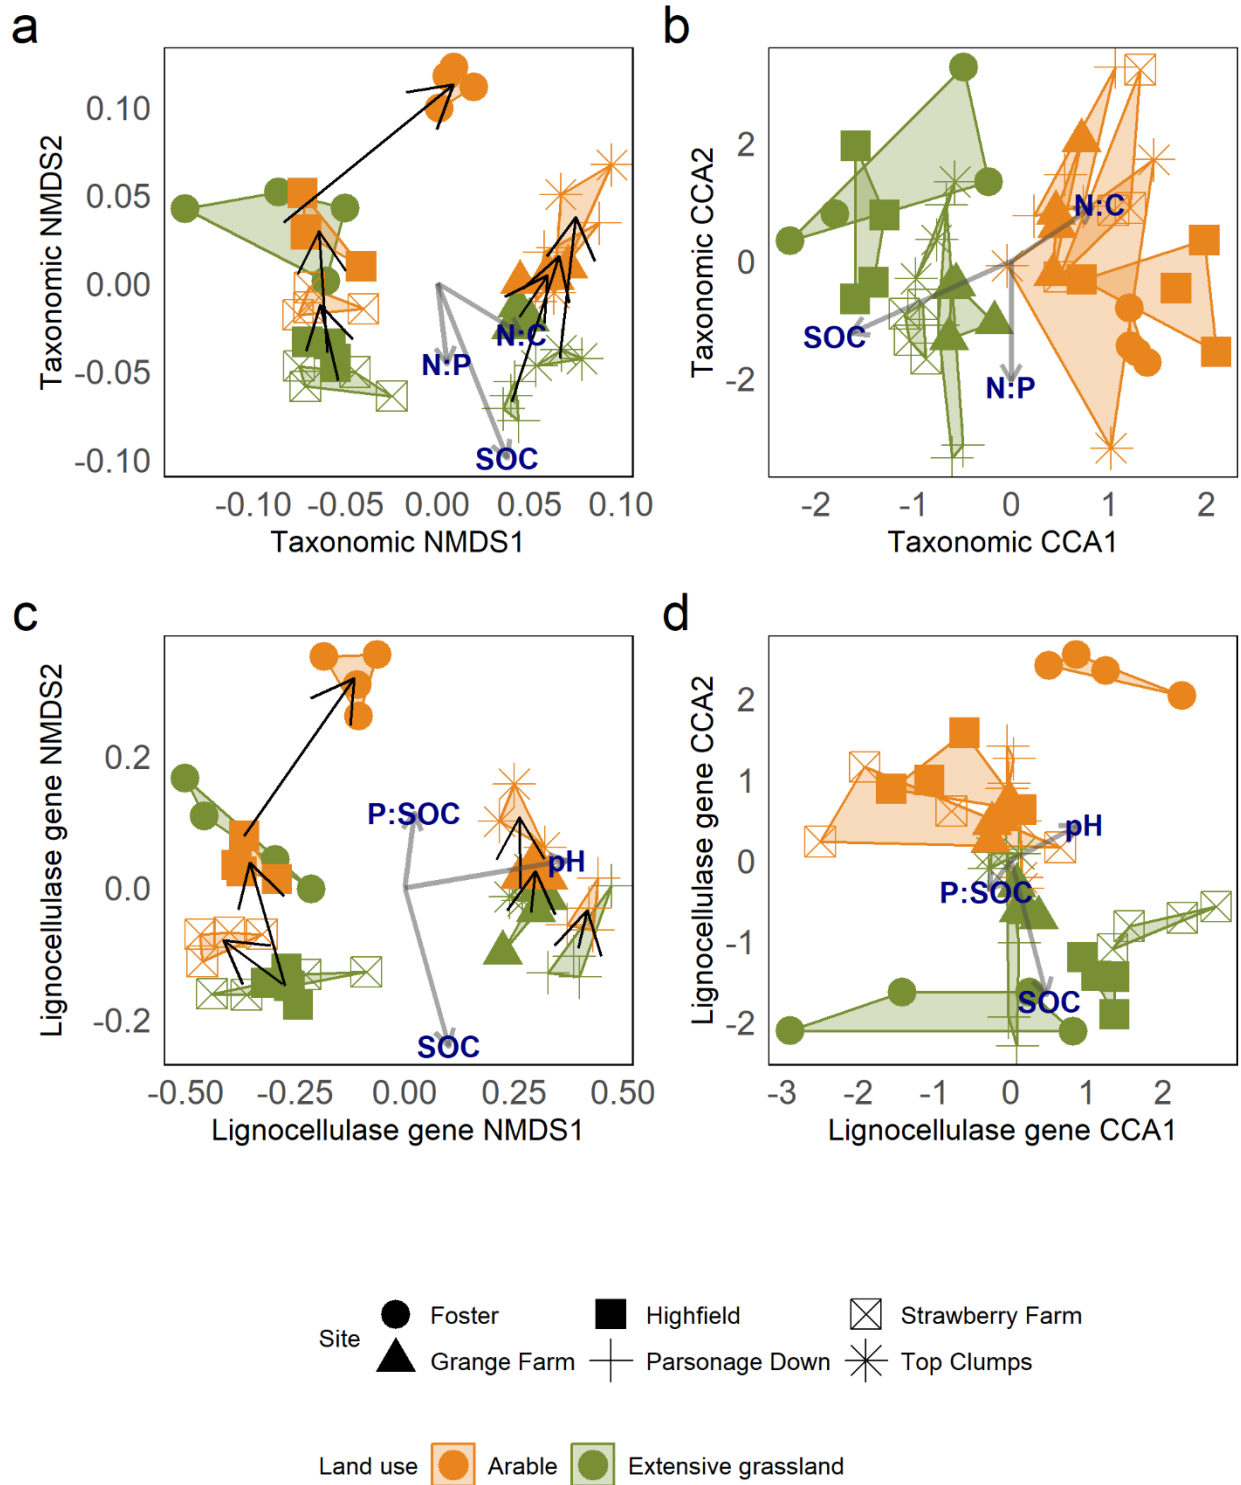 a
b
Taxonomic NMDS2
0.10
0.05
0.00
-0.05
-0.10
N:C
N:P
SOC
-0.10
-0.05
0.00
0.05
0.10
Taxonomic NMDS1
Taxonomic CCA2
2
0
-2
N:C
SOC
N:P
-2
-1
0
1
2
Taxonomic CCA1
c
d
Lignocellulase gene NMDS2
0.2
0.0
-0.2
P:SOC
pH
SOC
-0.50
-0.25
0.00
0.25
0.50
Lignocellulase gene NMDS1
Lignocellulase gene CCA2
2
1
0
-1
-2
pH
P:SOC
SOC
-3
-2
-1
0
1
2
Lignocellulase gene CCA1
Site
Foster
Highfield
Strawberry Farm
Grange Farm
Parsonage Down
Top Clumps
Land use
Arable
Extensive grassland